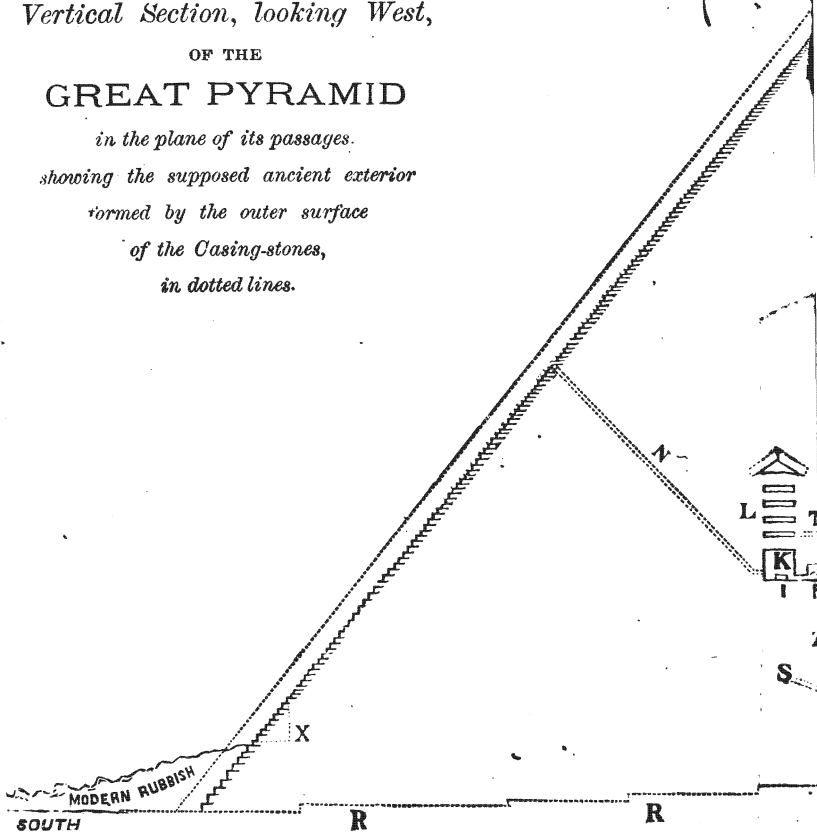 Vertical Section, looking West,
OF THE
GREAT PYRAMID
in the plane of its passages.
showing the supposed ancient exterior
formed by the outer surface
of the Casing-stones,
in dotted lines.
N
L
K
I
S
X
MODERN RUBBISH
SOUTH
R
R